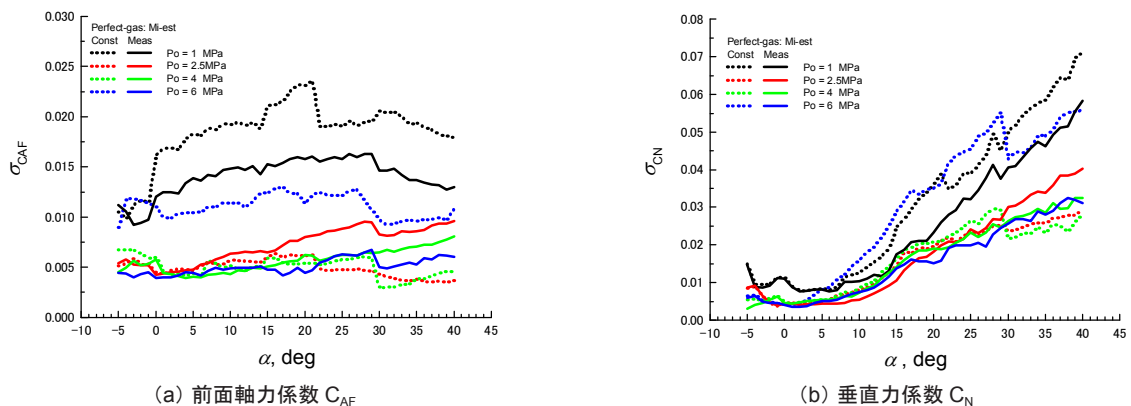 0.030
0.025
0.020
0.015
0.010
0.005
0.000
σCAF
Perfect-gas: Mi-est
Const Meas
Po = 1 MPa
Po = 2.5MPa
Po = 4 MPa
Po = 6 MPa
−10 −5 0 5 10 15 20 25 30 35 40 45
α, deg
(a) 前面軸力係数 CAF
0.08
0.07
0.06
0.05
0.04
0.03
0.02
0.01
0.00
σCN
Perfect-gas: Mi-est
Const Meas
Po = 1 MPa
Po = 2.5MPa
Po = 4 MPa
Po = 6 MPa
−10 −5 0 5 10 15 20 25 30 35 40 45
α , deg
(b) 垂直力係数 CN